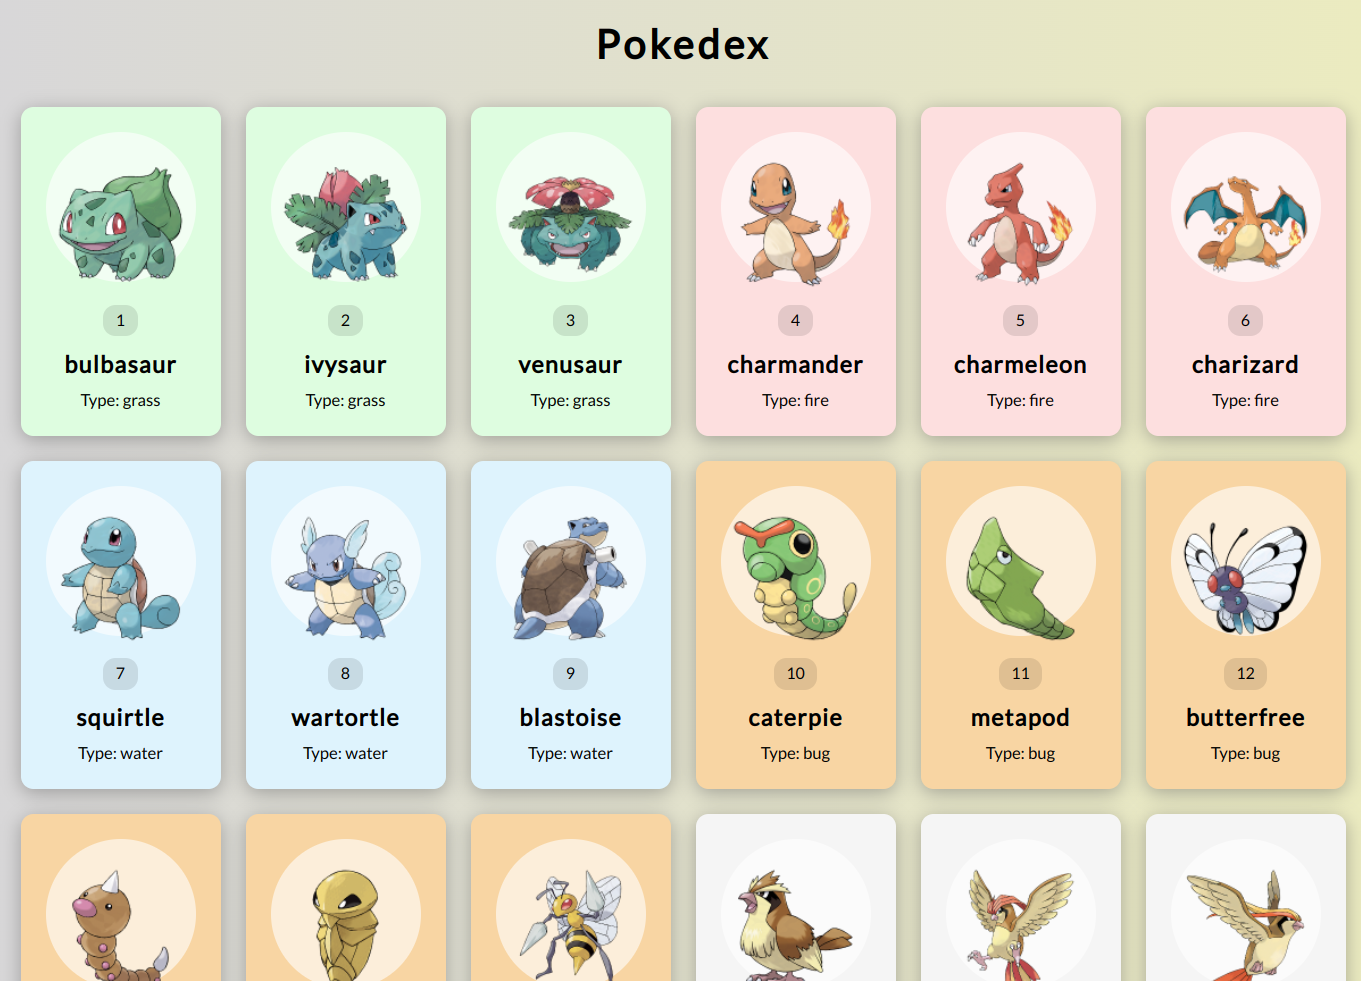 Pokedex
1
2
3
4
5
6
bulbasaur
ivysaur
venusaur
charmander
charmeleon
charizard
Type: grass
Type: grass
Type: grass
Type: fire
Type: fire
Type: fire
7
8
9
10
11
12
squirtle
wartortle
blastoise
caterpie
metapod
butterfree
Type: water
Type: water
Type: water
Type: bug
Type: bug
Type: bug